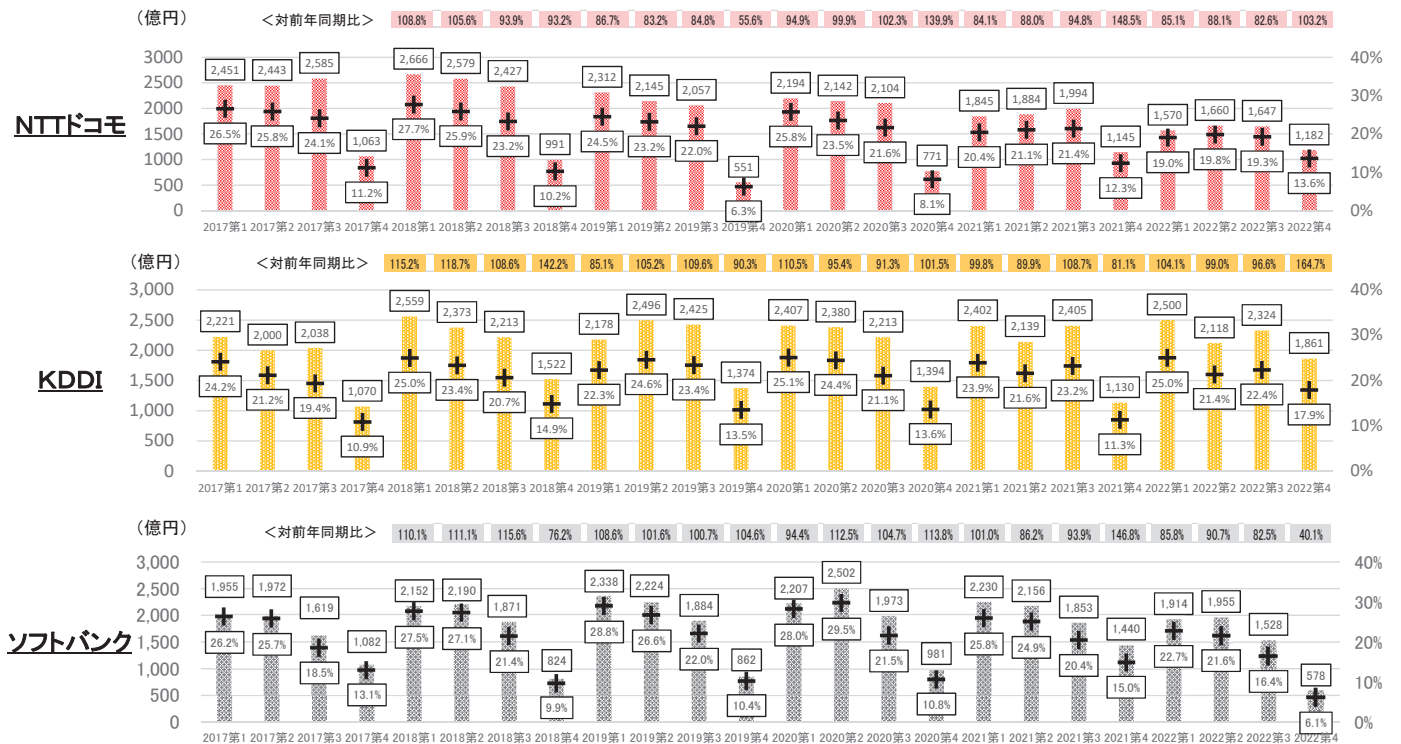 (億円) <対前年同期比> 108.8% 105.6% 93.9% 93.2% 86.7% 83.2% 84.8% 55.6% 94.9% 99.9% 102.3% 139.9% 84.1% 88.0% 94.8% 148.5% 85.1% 88.1% 82.6% 103.2%
NTTドコモ
3000 40%
2500
2000 30%
1500 20%
1000
500 10%
0 0%
2,451 2,443 2,585 1,063 2,666 2,579 2,427 991 2,312 2,145 2,057 551 2,194 2,142 2,104 771 1,845 1,884 1,994 1,145 1,570 1,660 1,647 1,182
26.5% 25.8% 24.1% 11.2% 27.7% 25.9% 23.2% 10.2% 24.5% 23.2% 22.0% 6.3% 25.8% 23.5% 21.6% 8.1% 20.4% 21.1% 21.4% 12.3% 19.0% 19.8% 19.3% 13.6%
2017第1 2017第2 2017第3 2017第4 2018第1 2018第2 2018第3 2018第4 2019第1 2019第2 2019第3 2019第4 2020第1 2020第2 2020第3 2020第4 2021第1 2021第2 2021第3 2021第4 2022第1 2022第2 2022第3 2022第4
(億円) <対前年同期比> 115.2% 118.7% 108.6% 142.2% 85.1% 105.2% 109.6% 90.3% 110.5% 95.4% 91.3% 101.5% 99.8% 89.9% 108.7% 81.1% 104.1% 99.0% 96.6% 164.7%
KDDI
3,000 40%
2,500
2,000 30%
1,500 20%
1,000
500 10%
0 0%
2,221 2,000 2,038 1,070 2,559 2,373 2,213 1,522 2,178 2,496 2,425 1,374 2,407 2,380 2,213 1,394 2,402 2,139 2,405 1,130 2,500 2,118 2,324 1,861
24.2% 21.2% 19.4% 10.9% 25.0% 23.4% 20.7% 14.9% 22.3% 24.6% 23.4% 13.5% 25.1% 24.4% 21.1% 13.6% 23.9% 21.6% 23.2% 11.3% 25.0% 21.4% 22.4% 17.9%
2017第1 2017第2 2017第3 2017第4 2018第1 2018第2 2018第3 2018第4 2019第1 2019第2 2019第3 2019第4 2020第1 2020第2 2020第3 2020第4 2021第1 2021第2 2021第3 2021第4 2022第1 2022第2 2022第3 2022第4
(億円) <対前年同期比> 110.1% 111.1% 115.6% 76.2% 108.6% 101.6% 100.7% 104.6% 94.4% 112.5% 104.7% 113.8% 101.0% 86.2% 93.9% 146.8% 85.8% 90.7% 82.5% 40.1%
ソフトバンク
3,000 40%
2,500
2,000 30%
1,500 20%
1,000
500 10%
0 0%
1,955 1,972 1,619 1,082 2,152 2,190 1,871 824 2,338 2,224 1,884 862 2,207 2,502 1,973 981 2,230 2,156 1,853 1,440 1,914 1,955 1,528 578
26.2% 25.7% 18.5% 13.1% 27.5% 27.1% 21.4% 9.9% 28.8% 26.6% 22.0% 10.4% 28.0% 29.5% 21.5% 10.8% 25.8% 24.9% 20.4% 15.0% 22.7% 21.6% 16.4% 6.1%
2017第1 2017第2 2017第3 2017第4 2018第1 2018第2 2018第3 2018第4 2019第1 2019第2 2019第3 2019第4 2020第1 2020第2 2020第3 2020第4 2021第1 2021第2 2021第3 2021第4 2022第1 2022第2 2022第3 2022第4